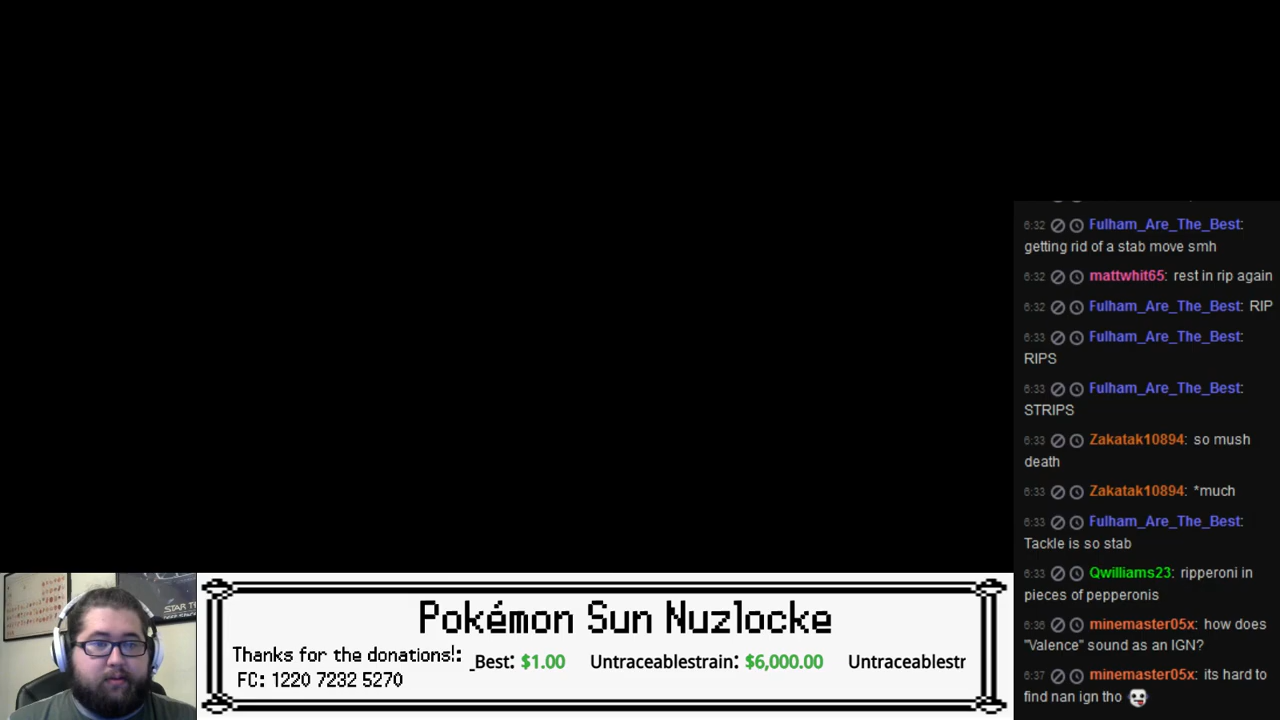 6:32 Fulham_Are_The_Best:
getting rid of a stab move smh
6:32 mattwhit65: rest in rip again
6:32 Fulham_Are_The_Best: RIP
6:33 Fulham_Are_The_Best:
RIPS
6:33 Fulham_Are_The_Best:
STRIPS
6:33 Zakatak10894: so mush
death
6:33 Zakatak10894: *much
6:33 Fulham_Are_The_Best:
Tackle is so stab
6:33 Qwilliams23: ripperoni in
pieces of pepperonis
6:36 minemaster05x: how does
"Valence" sound as an IGN?
6:37 minemaster05x: its hard to
find nan ign tho
STAR
Pokémon Sun Nuzlocke
Thanks for the donations!: _Best: $1.00 Untraceablestrain: $6,000.00 Untraceablestr
FC: 1220 7232 5270